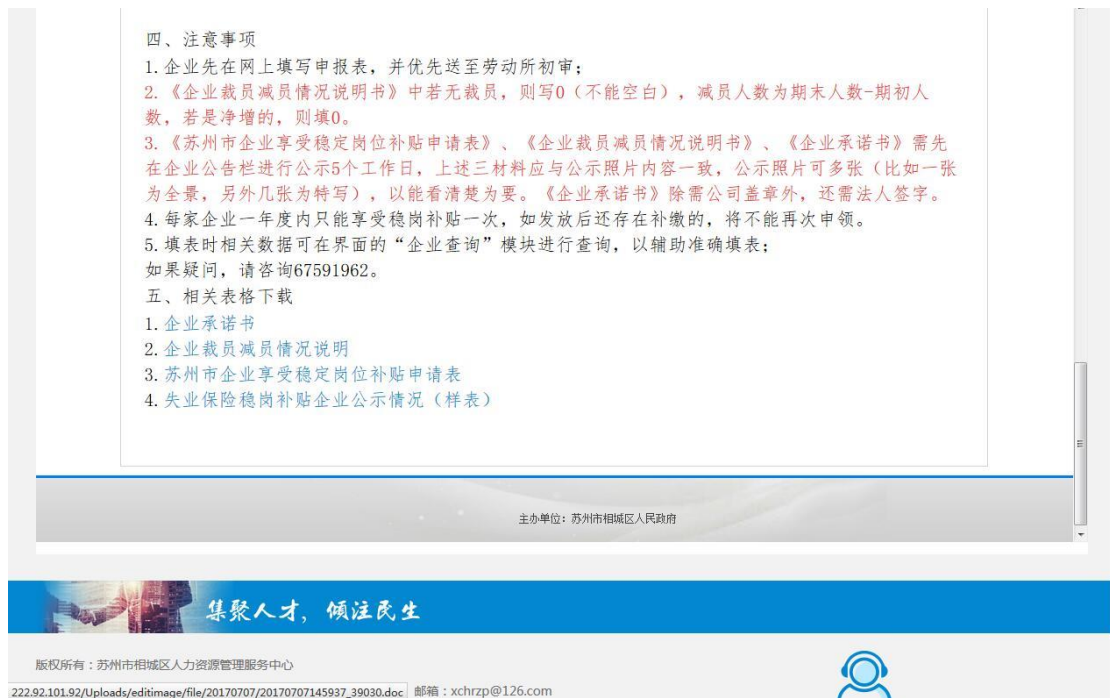 四、注意事项
1.企业先在网上填写申报表，并优先送至劳动所初审；
2.《企业裁员减员情况说明书》中若无裁员，则写0（不能空白），减员人数为期末人数-期初人
数，若是净增的，则填0。
3.《苏州市企业享受稳定岗位补贴申请表》、《企业裁员减员情况说明书》、《企业承诺书》需先
在企业公告栏进行公示5个工作日，上述三材料应与公示照片内容一致，公示照片可多张（比如一张
为全景，另外几张为特写），以能看清楚为要。《企业承诺书》除需公司盖章外，还需法人签字。
4.每家企业一年度内只能享受稳岗补贴一次，如发放后还存在补缴的，将不能再次申领。
5.填表时相关数据可在界面的“企业查询”模块进行查询，以辅助准确填表；
如果疑问，请咨询67591962。
五、相关表格下载
1.企业承诺书
2.企业裁员减员情况说明
3.苏州市企业享受稳定岗位补贴申请表
4.失业保险稳岗补贴企业公示情况（样表）
主办单位：苏州市相城区人民政府
集聚人才，倾注民生
版权所有：苏州市相城区人力资源管理服务中心
222.92.101.92/Uploads/editimage/file/20170707/20170707145937_39030.doc 邮箱：xchrzp@126.com